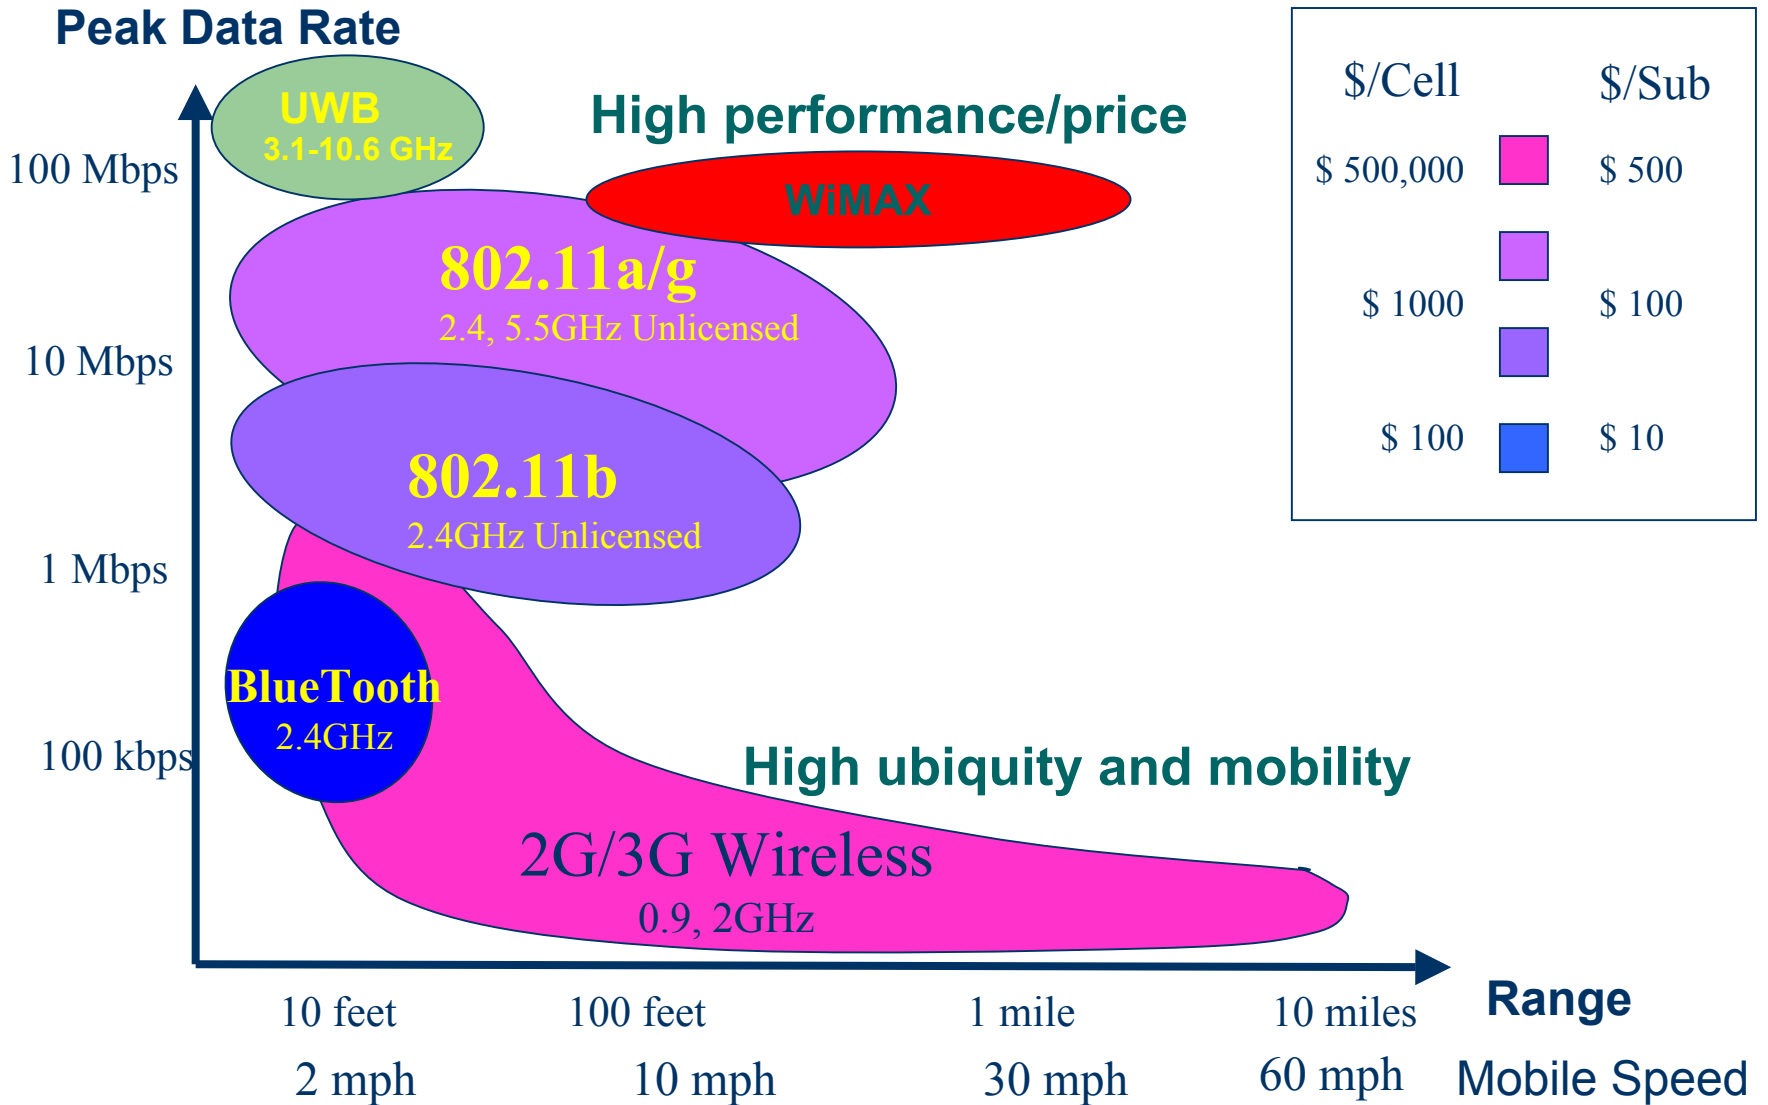 Peak Data Rate
UWB
3.1-10.6 GHz
High performance/price
$/Cell $/Sub
100 Mbps
WiMAX
$ 500,000 $ 500
802.11a/g
2.4, 5.5GHz Unlicensed
$ 1000 $ 100
10 Mbps
802.11b
2.4GHz Unlicensed
$ 100 $ 10
1 Mbps
BlueTooth
2.4GHz
100 kbps
High ubiquity and mobility
2G/3G Wireless
0.9, 2GHz
10 feet 100 feet 1 mile 10 miles Range
2 mph 10 mph 30 mph 60 mph Mobile Speed